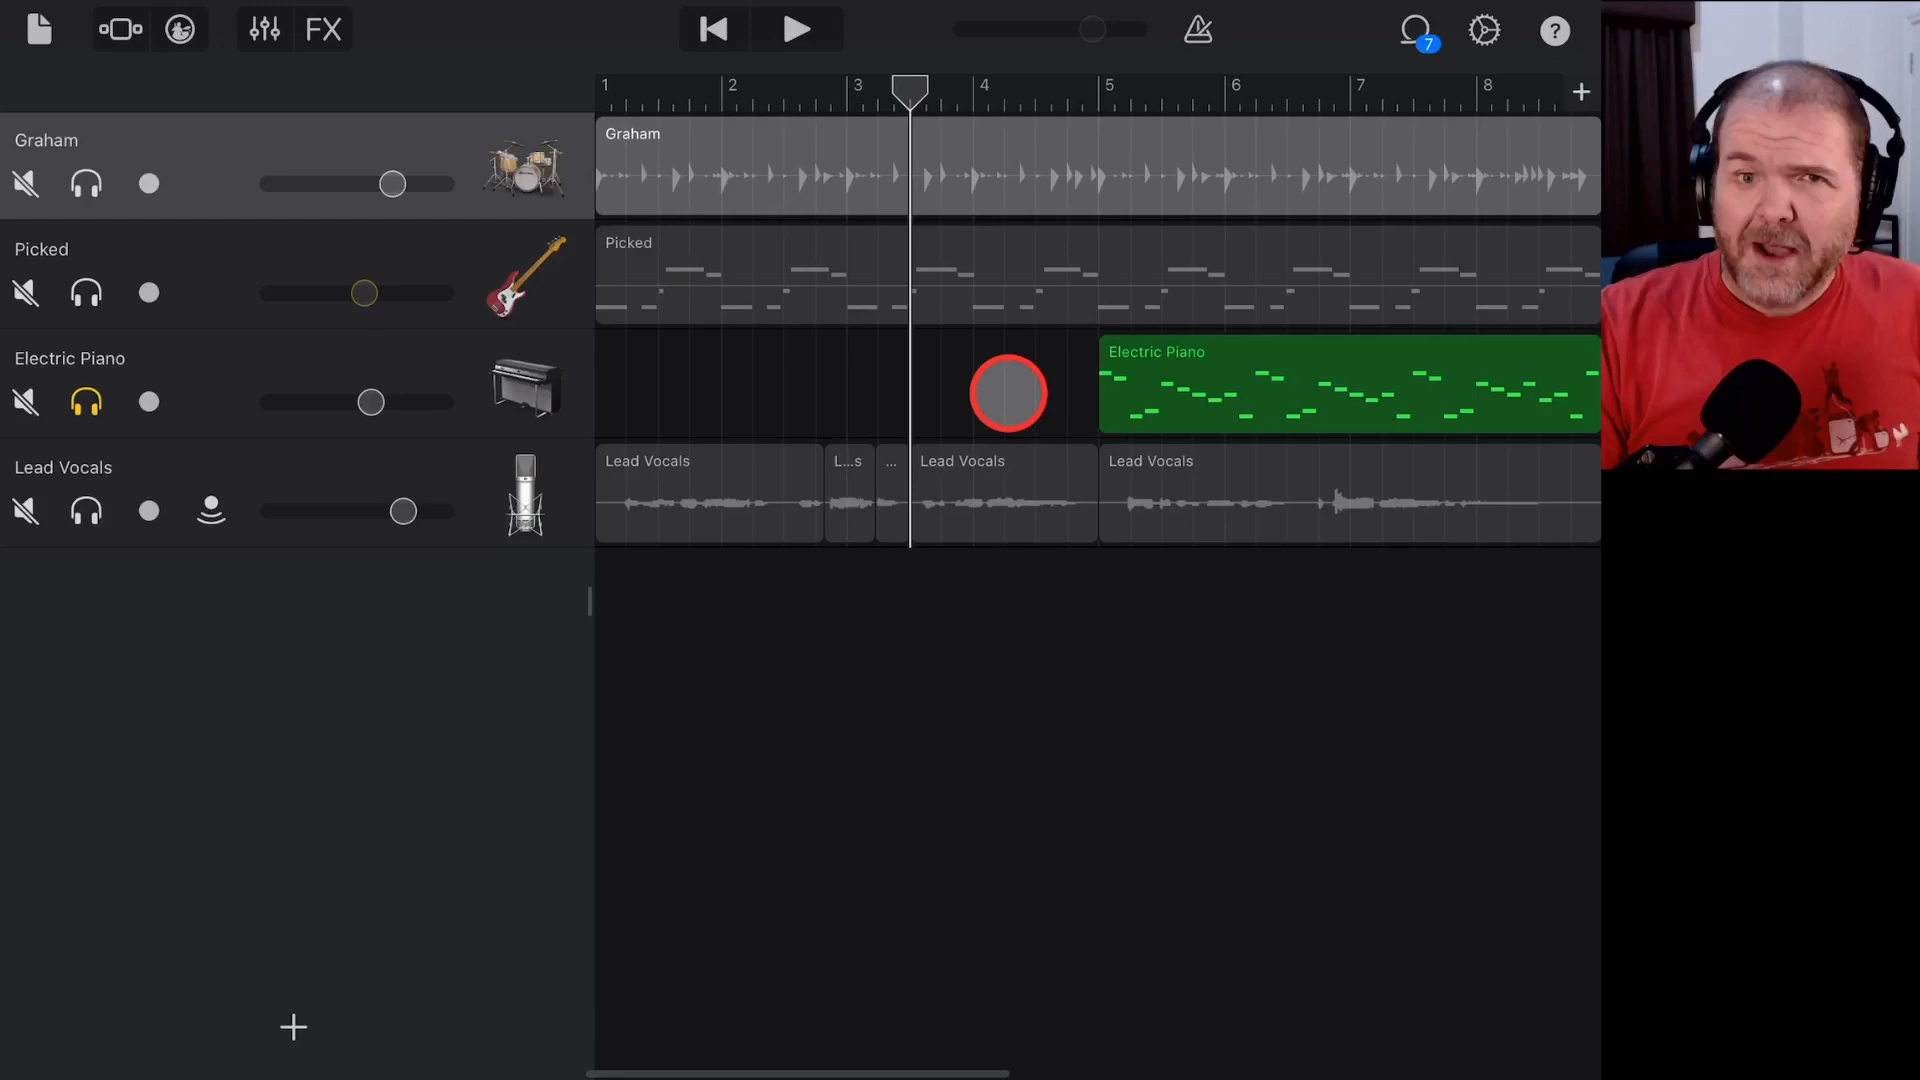 FX
7
?
1 2 3 4 5 6 7 8
Graham
Graham
Picked
Picked
Electric Piano
Electric Piano
Lead Vocals
Lead Vocals
L...s
...
Lead Vocals
Lead Vocals